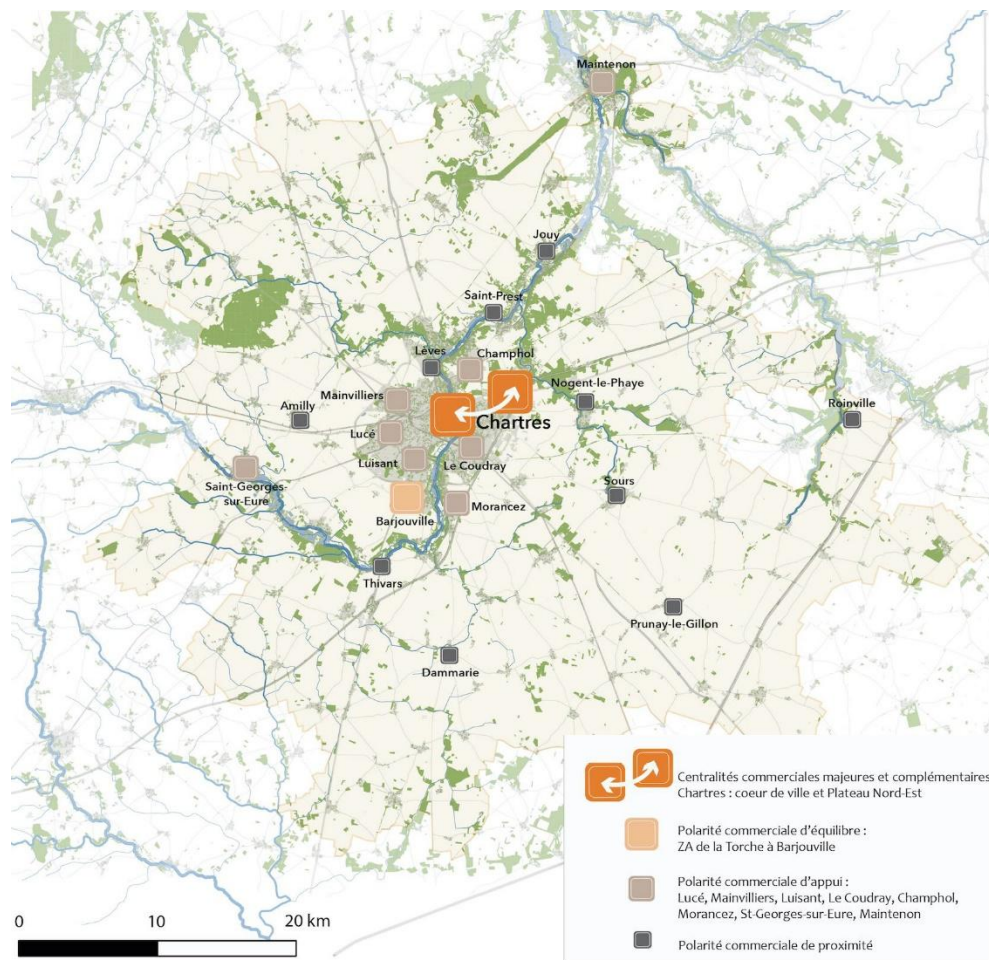 Maintenon
Jouy
Saint-Prest
Lèves
Champhol
Mainvilliers
Nogent-le-Phaye
Amilly
Chartres
Roinville
Lucé
Luisant
Le Coudray
Saint-Georges-
sur-Eure
Sours
Barjouville
Morancez
Thivars
Prunay-le-Gillon
Dammarie
Centralités commerciales majeures et complémentaires
Chartres : coeur de ville et Plateau Nord-Est
Polarité commerciale d'équilibre :
ZA de la Torche à Barjouville
Polarité commerciale d'appui :
Lucé, Mainvilliers, Luisant, Le Coudray, Champhol,
Morancez, St-Georges-sur-Eure, Maintenon
Polarité commerciale de proximité
0 10 20 km